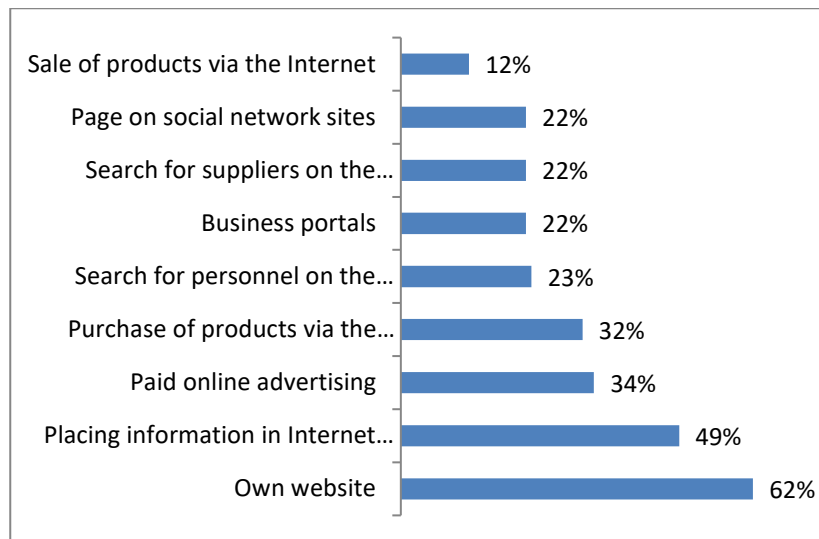 Sale of products via the Internet 12%
Page on social network sites 22%
Search for suppliers on the... 22%
Business portals 22%
Search for personnel on the... 23%
Purchase of products via the... 32%
Paid online advertising 34%
Placing information in Internet... 49%
Own website 62%